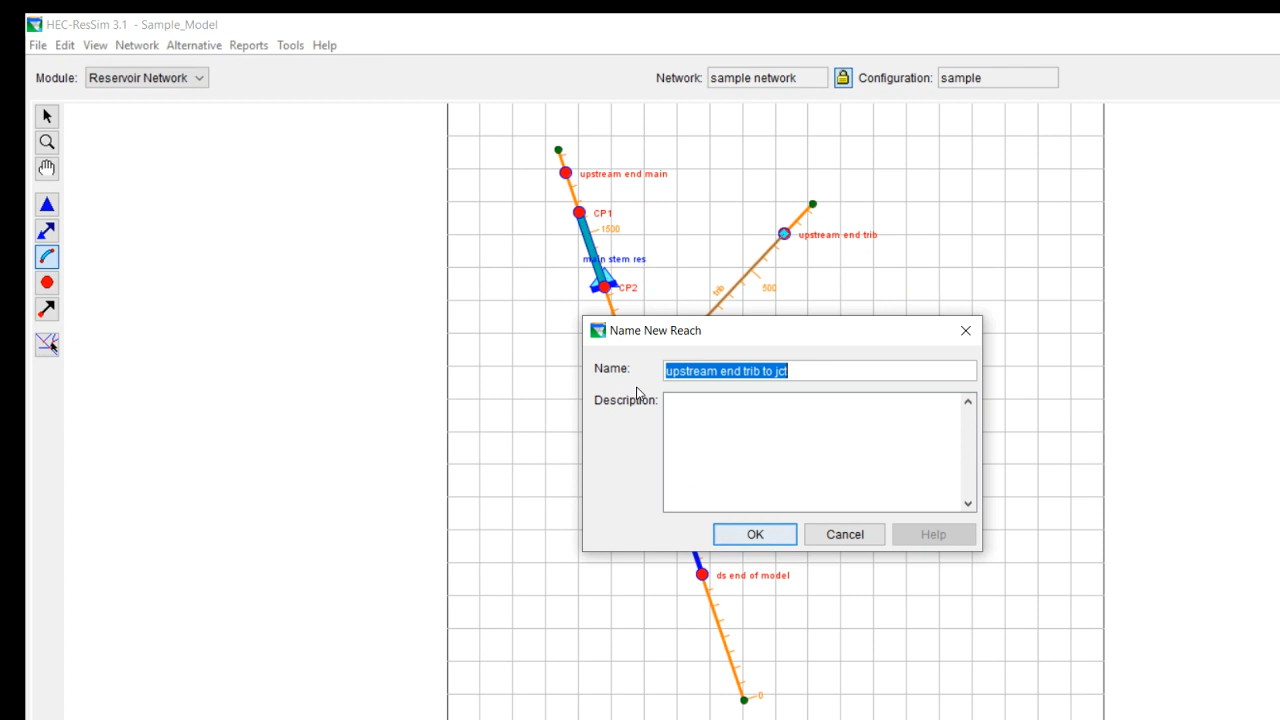 HEC-ResSim 3.1 - Sample_Model
File Edit View Network Alternative Reports Tools Help
Module: Reservoir Network Network: sample network Configuration: sample
upstream end main
CP1
1500
upstream end trib
main stem res
CP2
trib
500
Name New Reach
Name: upstream end trib to jct
Description:
OK Cancel Help
ds end of model
0